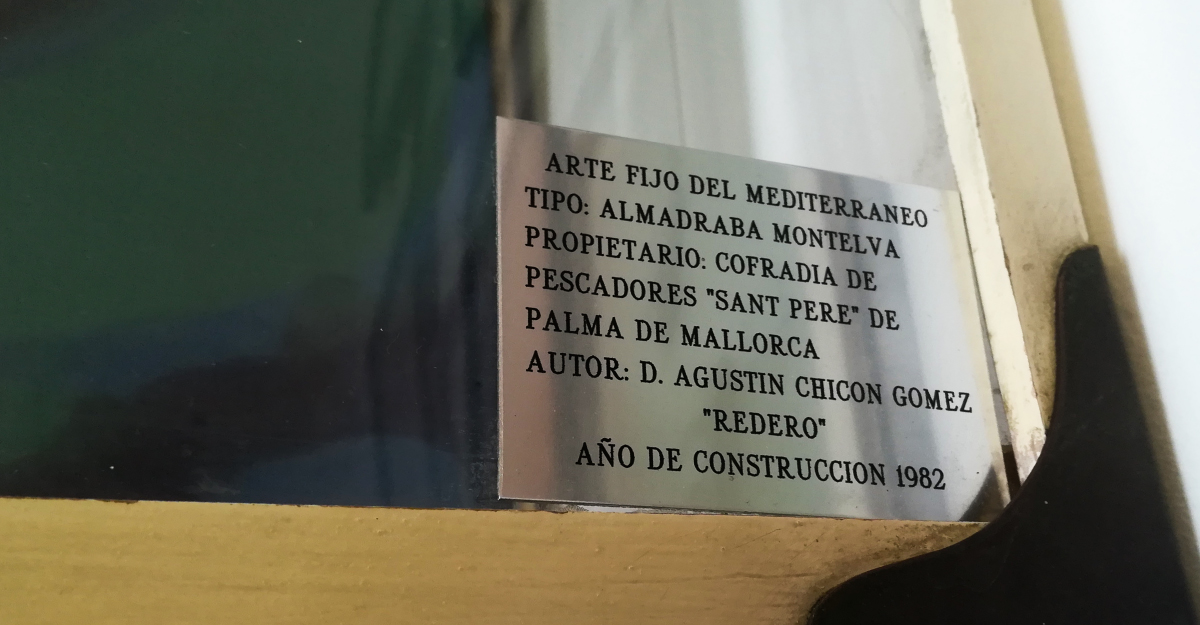 ARTE FIJO DEL MEDITERRANEO
TIPO: ALMADRABA MONTELVA
PROPIETARIO: COFRADIA DE
PESCADORES "SANT PERE" DE
PALMA DE MALLORCA
AUTOR: D. AGUSTIN CHICON GOMEZ
"REDERO"
AÑO DE CONSTRUCCION 1982